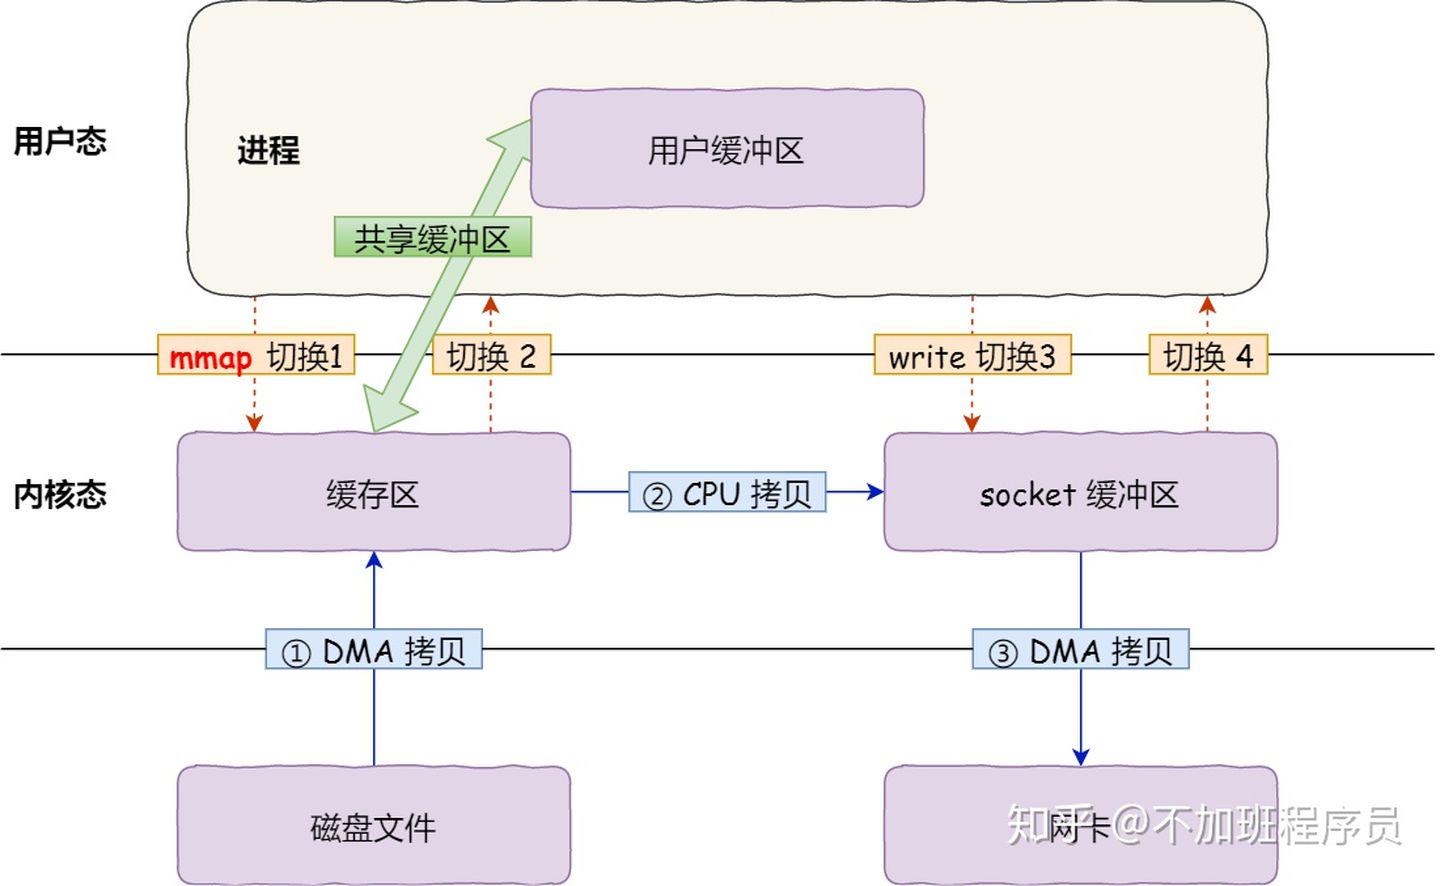 用户态
进程
用户缓冲区
共享缓冲区
mmap 切换1
切换 2
write 切换3
切换 4
内核态
缓存区
② CPU 拷贝
socket 缓冲区
① DMA 拷贝
③ DMA 拷贝
磁盘文件
网卡
知乎 @不加班程序员